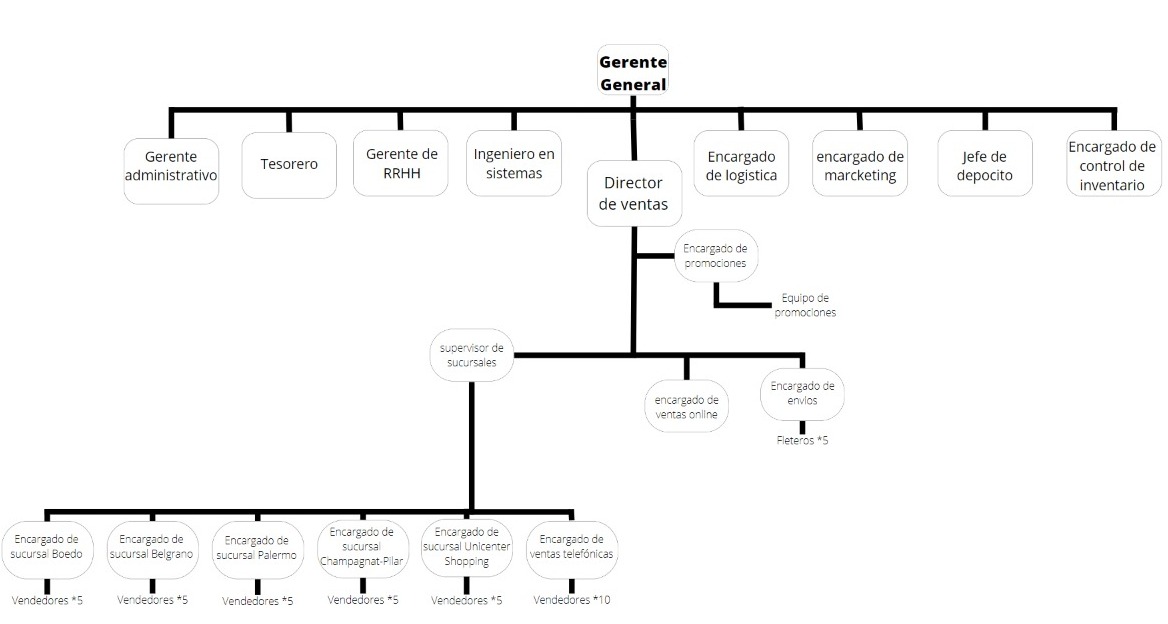 Gerente
General
Gerente
administrativo
Tesorero
Gerente de
RRHH
Ingeniero en
sistemas
Director
de ventas
Encargado
de logistica
encargado de
marcketing
Jefe de
depocito
Encargado de
control de
inventario
Encargado de
promociones
Equipo de
promociones
supervisor de
sucursales
encargado de
ventas online
Encargado de
envios
Fleteros *5
Encargado de
sucursal Boedo
Vendedores *5
Encargado de
sucursal Belgrano
Vendedores *5
Encargado de
sucursal Palermo
Vendedores *5
Encargado de
sucursal
Champagnat-Pilar
Vendedores *5
Encargado de
sucursal Unicenter
Shopping
Vendedores *5
Encargado de
ventas telefónicas
Vendedores *10